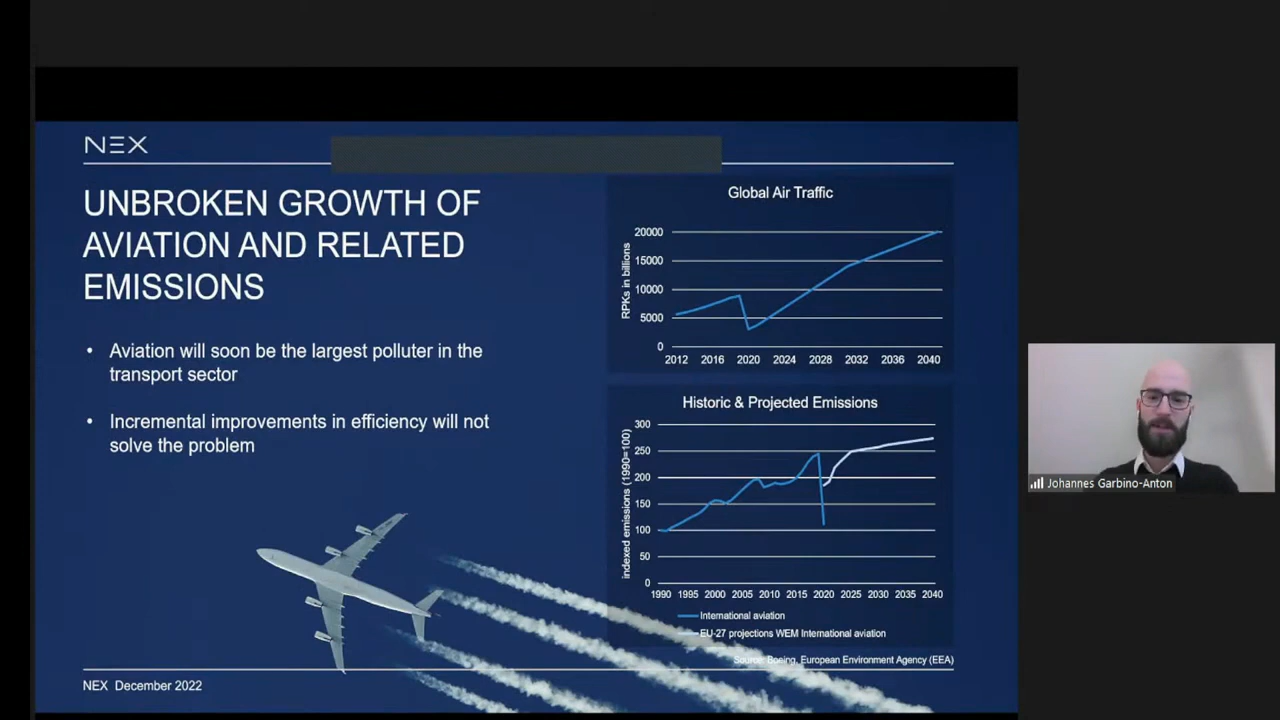 NEX
UNBROKEN GROWTH OF
AVIATION AND RELATED
EMISSIONS
• Aviation will soon be the largest polluter in the
transport sector
• Incremental improvements in efficiency will not
solve the problem
Global Air Traffic
RPKs in billions
20000
15000
10000
5000
0
2012 2016 2020 2024 2028 2032 2036 2040
Historic & Projected Emissions
indexed emissions (1990=100)
300
250
200
150
100
50
0
1990 1995 2000 2005 2010 2015 2020 2025 2030 2035 2040
International aviation
EU-27 projections WEM International aviation
Source: Boeing, European Environment Agency (EEA)
NEX December 2022
Johannes Garbino-Anton